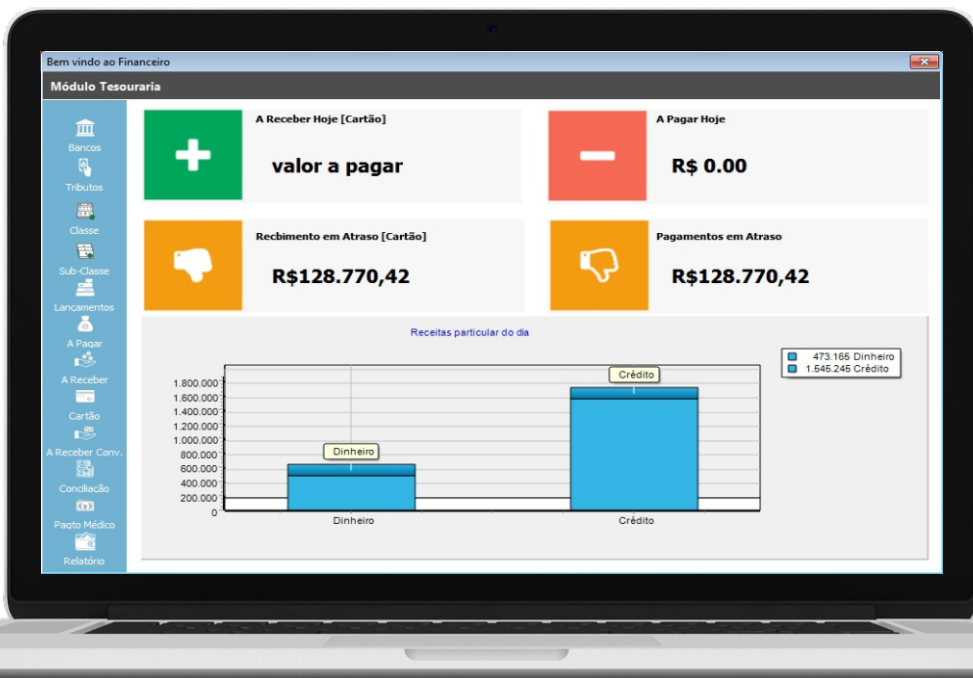 Bem vindo ao Financeiro
Módulo Tesouraria
Bancos
Tributos
Classe
Sub-Classe
Lancamentos
A Pagar
A Receber
Cartão
A Receber Conv.
Conciliacão
Pagto Médico
Relatório
A Receber Hoje [Cartão]
valor a pagar
A Pagar Hoje
R$ 0.00
Recbimento em Atraso [Cartão]
R$128.770,42
Pagamentos em Atraso
R$128.770,42
Receitas particular do dia
473.165 Dinheiro
1.545.245 Crédito
1.800.000
1.600.000
1.400.000
1.200.000
1.000.000
800.000
600.000
400.000
200.000
0
Dinheiro
Crédito
Dinheiro
Crédito